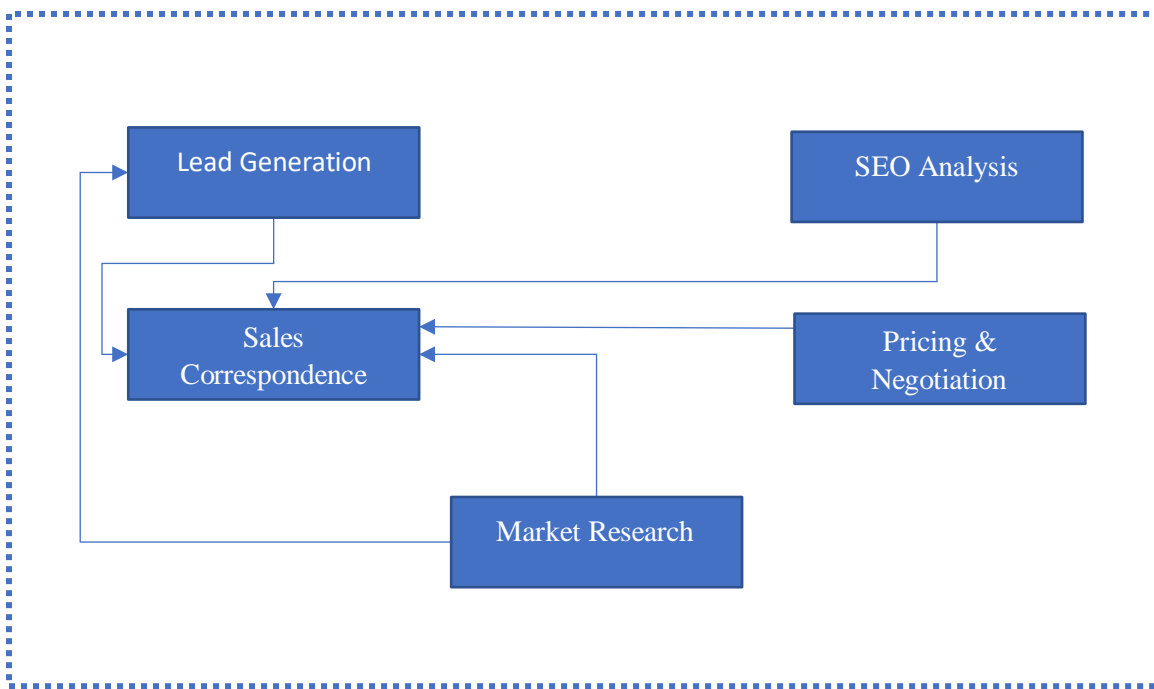 Lead Generation
SEO Analysis
Sales
Correspondence
Pricing &
Negotiation
Market Research